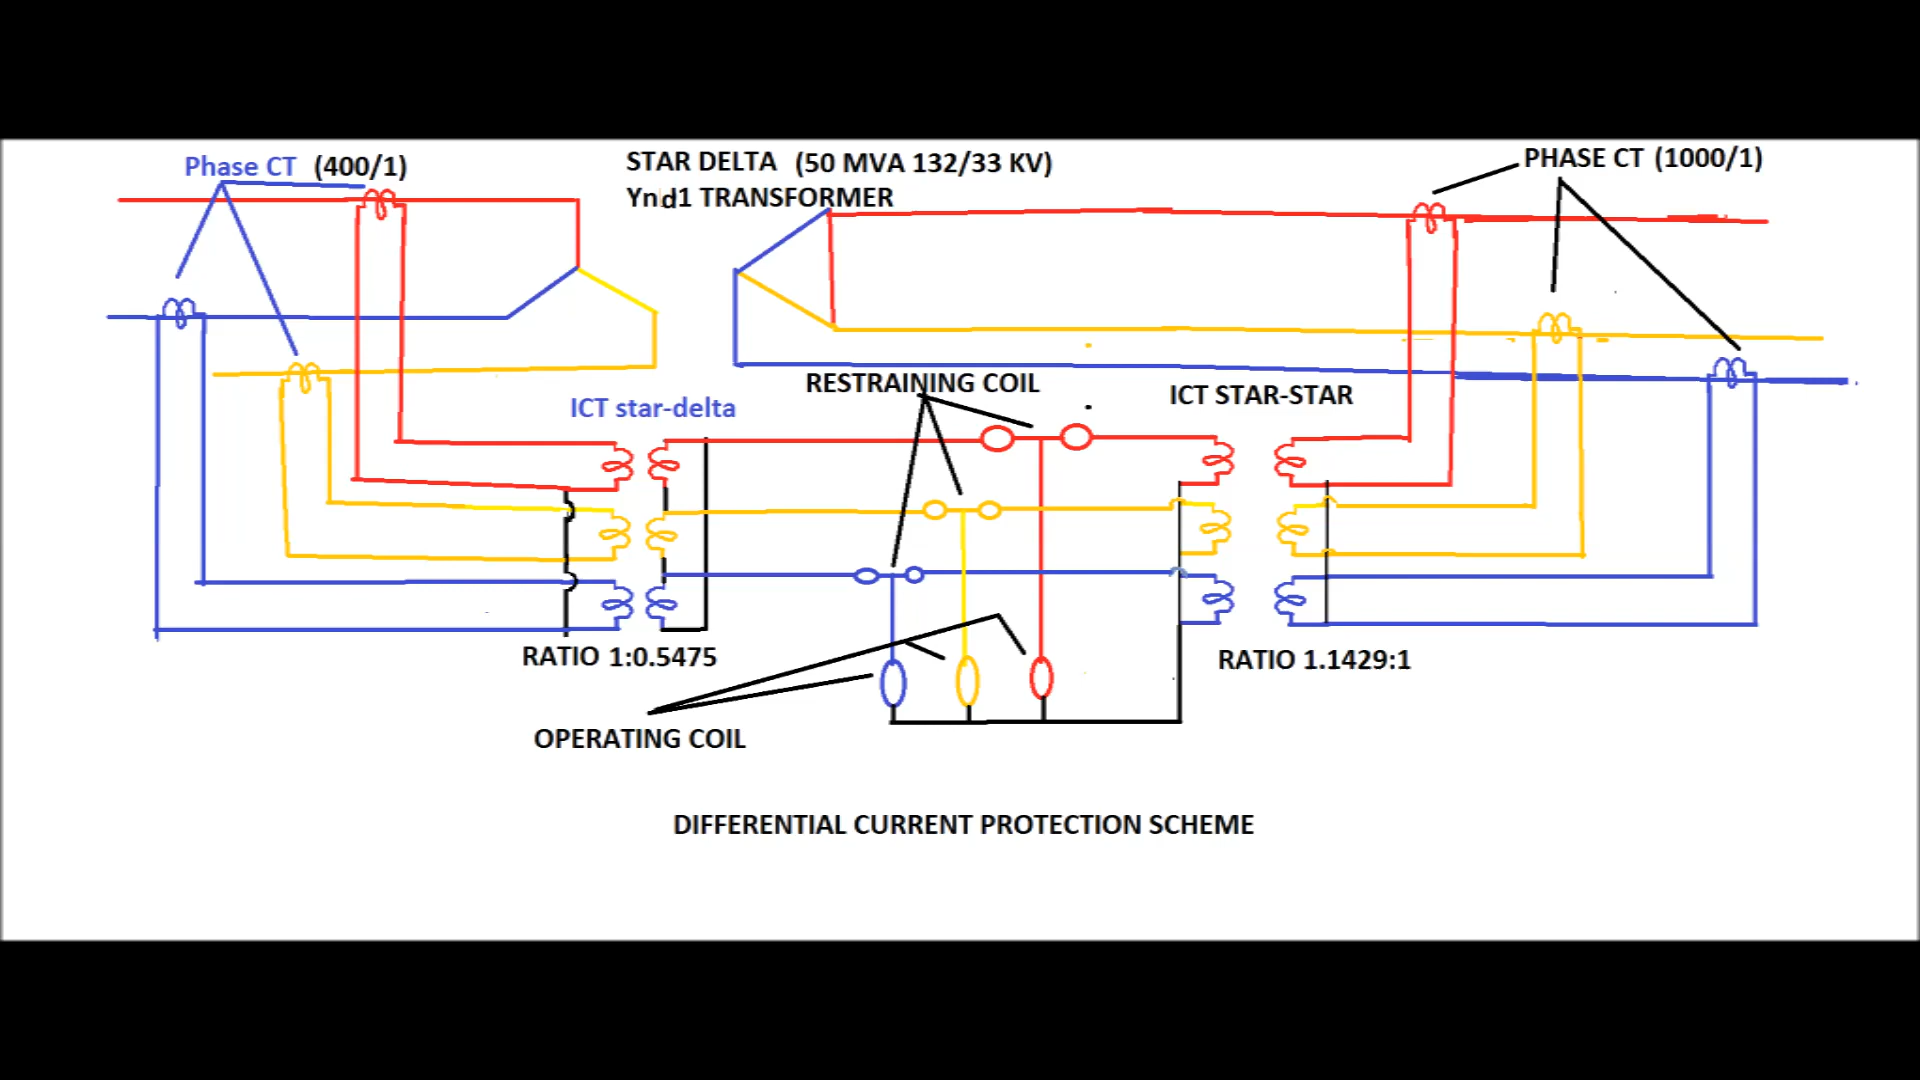 Phase CT (400/1)
STAR DELTA (50 MVA 132/33 KV)
Ynd1 TRANSFORMER
PHASE CT (1000/1)
RESTRAINING COIL
ICT STAR-STAR
ICT star-delta
RATIO 1:0.5475
RATIO 1.1429:1
OPERATING COIL
DIFFERENTIAL CURRENT PROTECTION SCHEME